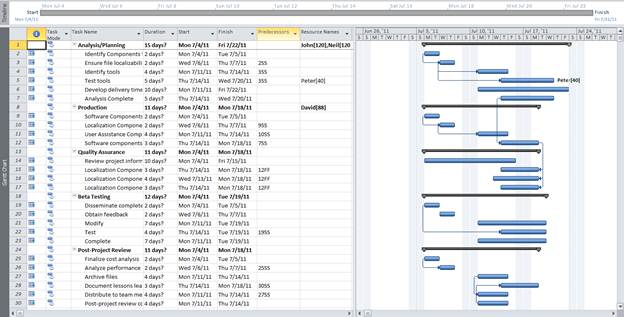 Timeline
Mon Jul 4 Wed Jul 6 Fri Jul 8 Sun Jul 10 Tue Jul 12 Thu Jul 14 Sat Jul 16 Mon Jul 18 Wed Jul 20
Start Finish
Mon 7/4/11 Fri 7/22/11
Task Mode Task Name Duration Start Finish Predecessors Resource Names
Jun 26, '11 Jul 3, '11 Jul 10, '11 Jul 17, '11 Jul 24, '11
Gantt Chart
1 Analysis/Planning 15 days? Mon 7/4/11 Fri 7/22/11 John[120],Neil[120
2 Identify Components 2 days? Mon 7/4/11 Tue 7/5/11
3 Ensure file localizabili 2 days? Wed 7/6/11 Thu 7/7/11 2SS
4 Identify tools 4 days? Mon 7/11/11 Thu 7/14/11 3SS
5 Test tools 5 days? Thu 7/14/11 Wed 7/20/11 3SS Peter[40] Peter[40]
6 Develop delivery time 10 days? Mon 7/11/11 Fri 7/22/11
7 Analysis Complete 5 days? Thu 7/14/11 Wed 7/20/11
8 Production 11 days? Mon 7/4/11 Mon 7/18/11 David[88]
9 Software components 2 days? Mon 7/4/11 Tue 7/5/11
10 Localization Compone 2 days? Wed 7/6/11 Thu 7/7/11 9SS
11 User Assistance Comp 4 days? Mon 7/11/11 Thu 7/14/11 10SS
12 Software components 3 days? Thu 7/14/11 Mon 7/18/11 7SS
13 Quality Assurance 11 days? Mon 7/4/11 Mon 7/18/11
14 Review project inform 10 days? Mon 7/4/11 Fri 7/15/11
15 Localization Compone 3 days? Thu 7/14/11 Mon 7/18/11 12FF
16 Localization Compone 4 days? Wed 7/13/11 Mon 7/18/11 12FF
17 Localization Compone 3 days? Thu 7/14/11 Mon 7/18/11 12FF
18 Beta Testing 12 days? Mon 7/4/11 Tue 7/19/11
19 Disseminate complete 2 days? Mon 7/4/11 Tue 7/5/11
20 Obtain feedback 2 days? Wed 7/6/11 Thu 7/7/11
21 Modify 7 days? Mon 7/11/11 Tue 7/19/11
22 Test 4 days? Thu 7/14/11 Tue 7/19/11 19SS
23 Complete 7 days? Mon 7/11/11 Tue 7/19/11
24 Post-Project Review 11 days? Mon 7/4/11 Mon 7/18/11
25 Finalize cost analysis 2 days? Mon 7/4/11 Tue 7/5/11
26 Analyze performance 2 days? Wed 7/6/11 Thu 7/7/11 25SS
27 Archive files 4 days? Mon 7/11/11 Thu 7/14/11
28 Document lessons lea 3 days? Thu 7/14/11 Mon 7/18/11 30SS
29 Distribute to team me 4 days? Mon 7/11/11 Thu 7/14/11 27SS
30 Post-project review co 4 days? Mon 7/11/11 Thu 7/14/11